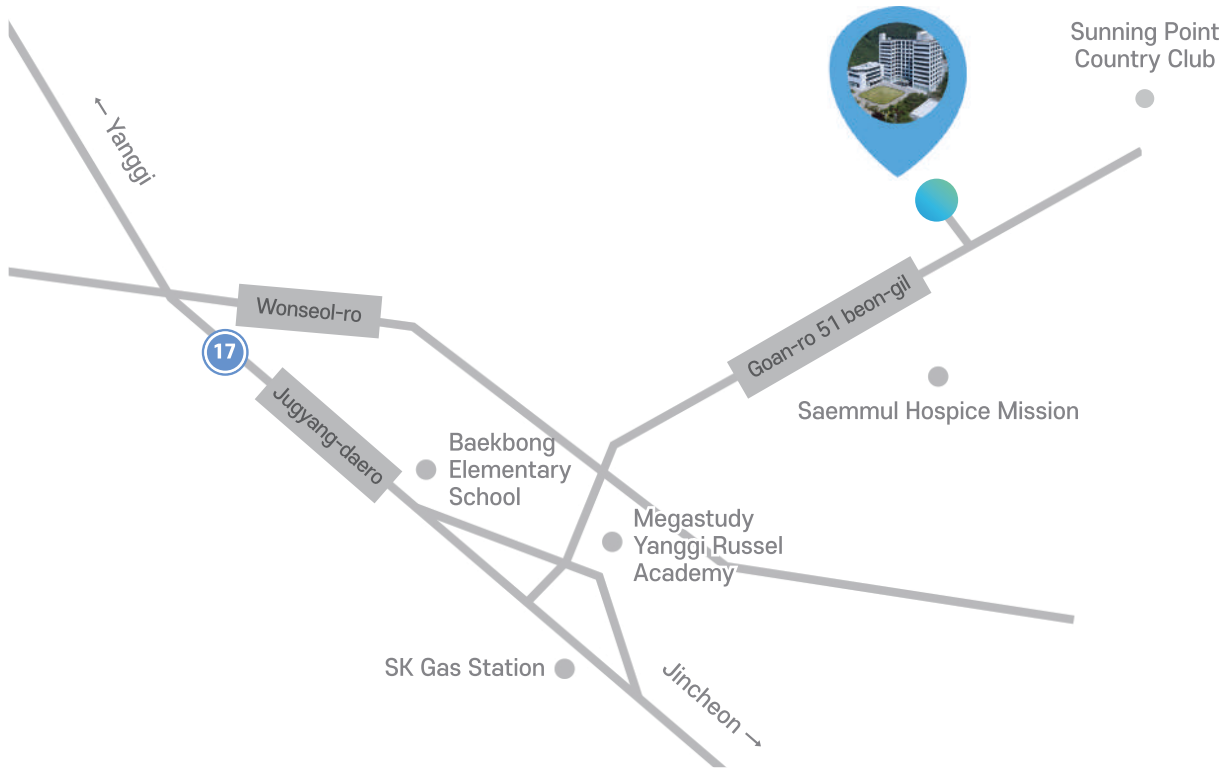 Sunning Point
Country Club
← Yanggi
Wonseol-ro
17
Goan-ro 51 beon-gil
Jugyang-daero
Saemmul Hospice Mission
Baekbong
Elementary
School
Megastudy
Yanggi Russel
Academy
SK Gas Station
Jincheon →